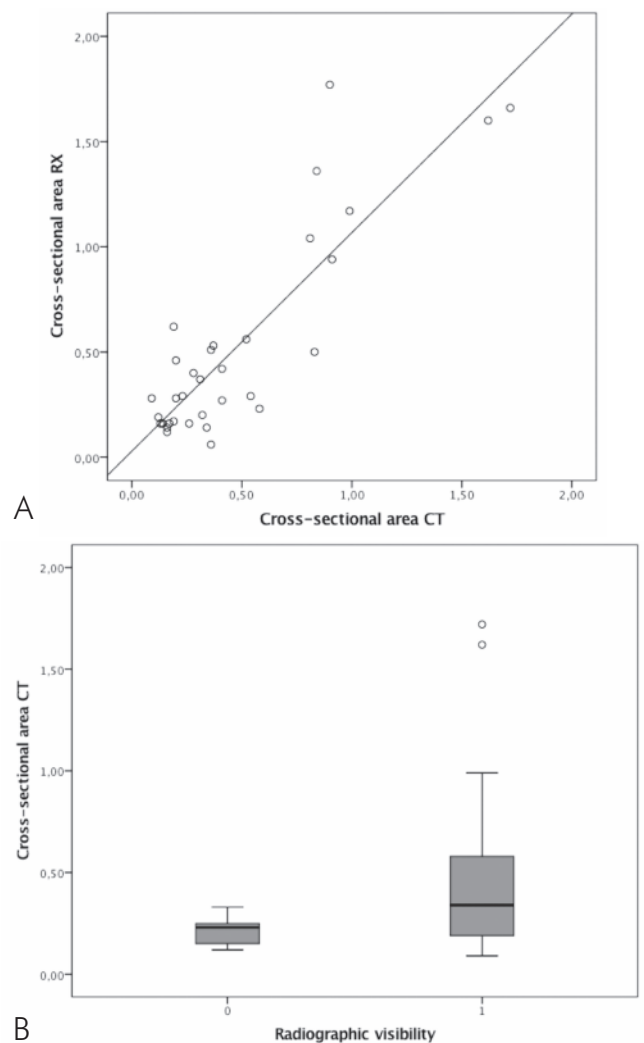 2,00
1,50
1,00
0,50
0,00
Cross-sectional area RX
0,00 0,50 1,00 1,50 2,00
Cross-sectional area CT
A
2,00
1,50
1,00
0,50
0,00
Cross-sectional area CT
0 1
Radiographic visibility
B